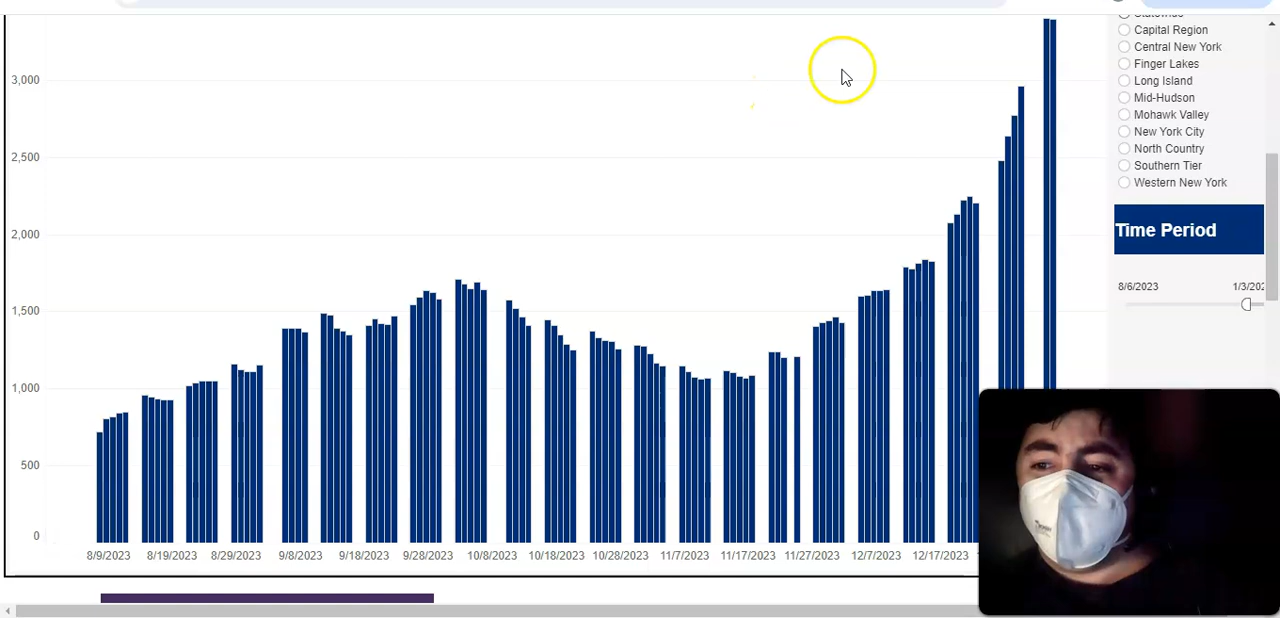 Statewide
Capital Region
Central New York
Finger Lakes
Long Island
Mid-Hudson
Mohawk Valley
New York City
North Country
Southern Tier
Western New York
Time Period
8/6/2023
1/3/202
3,000
2,500
2,000
1,500
1,000
500
0
8/9/2023 8/19/2023 8/29/2023 9/8/2023 9/18/2023 9/28/2023 10/8/2023 10/18/2023 10/28/2023 11/7/2023 11/17/2023 11/27/2023 12/7/2023 12/17/2023